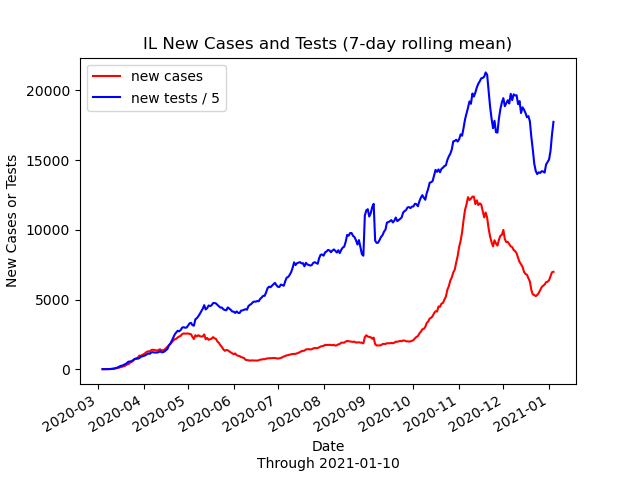 IL New Cases and Tests (7-day rolling mean)
new cases
new tests / 5
New Cases or Tests
20000
15000
10000
5000
0
2020-03
2020-04
2020-05
2020-06
2020-07
2020-08
2020-09
2020-10
2020-11
2020-12
2021-01
Date
Through 2021-01-10